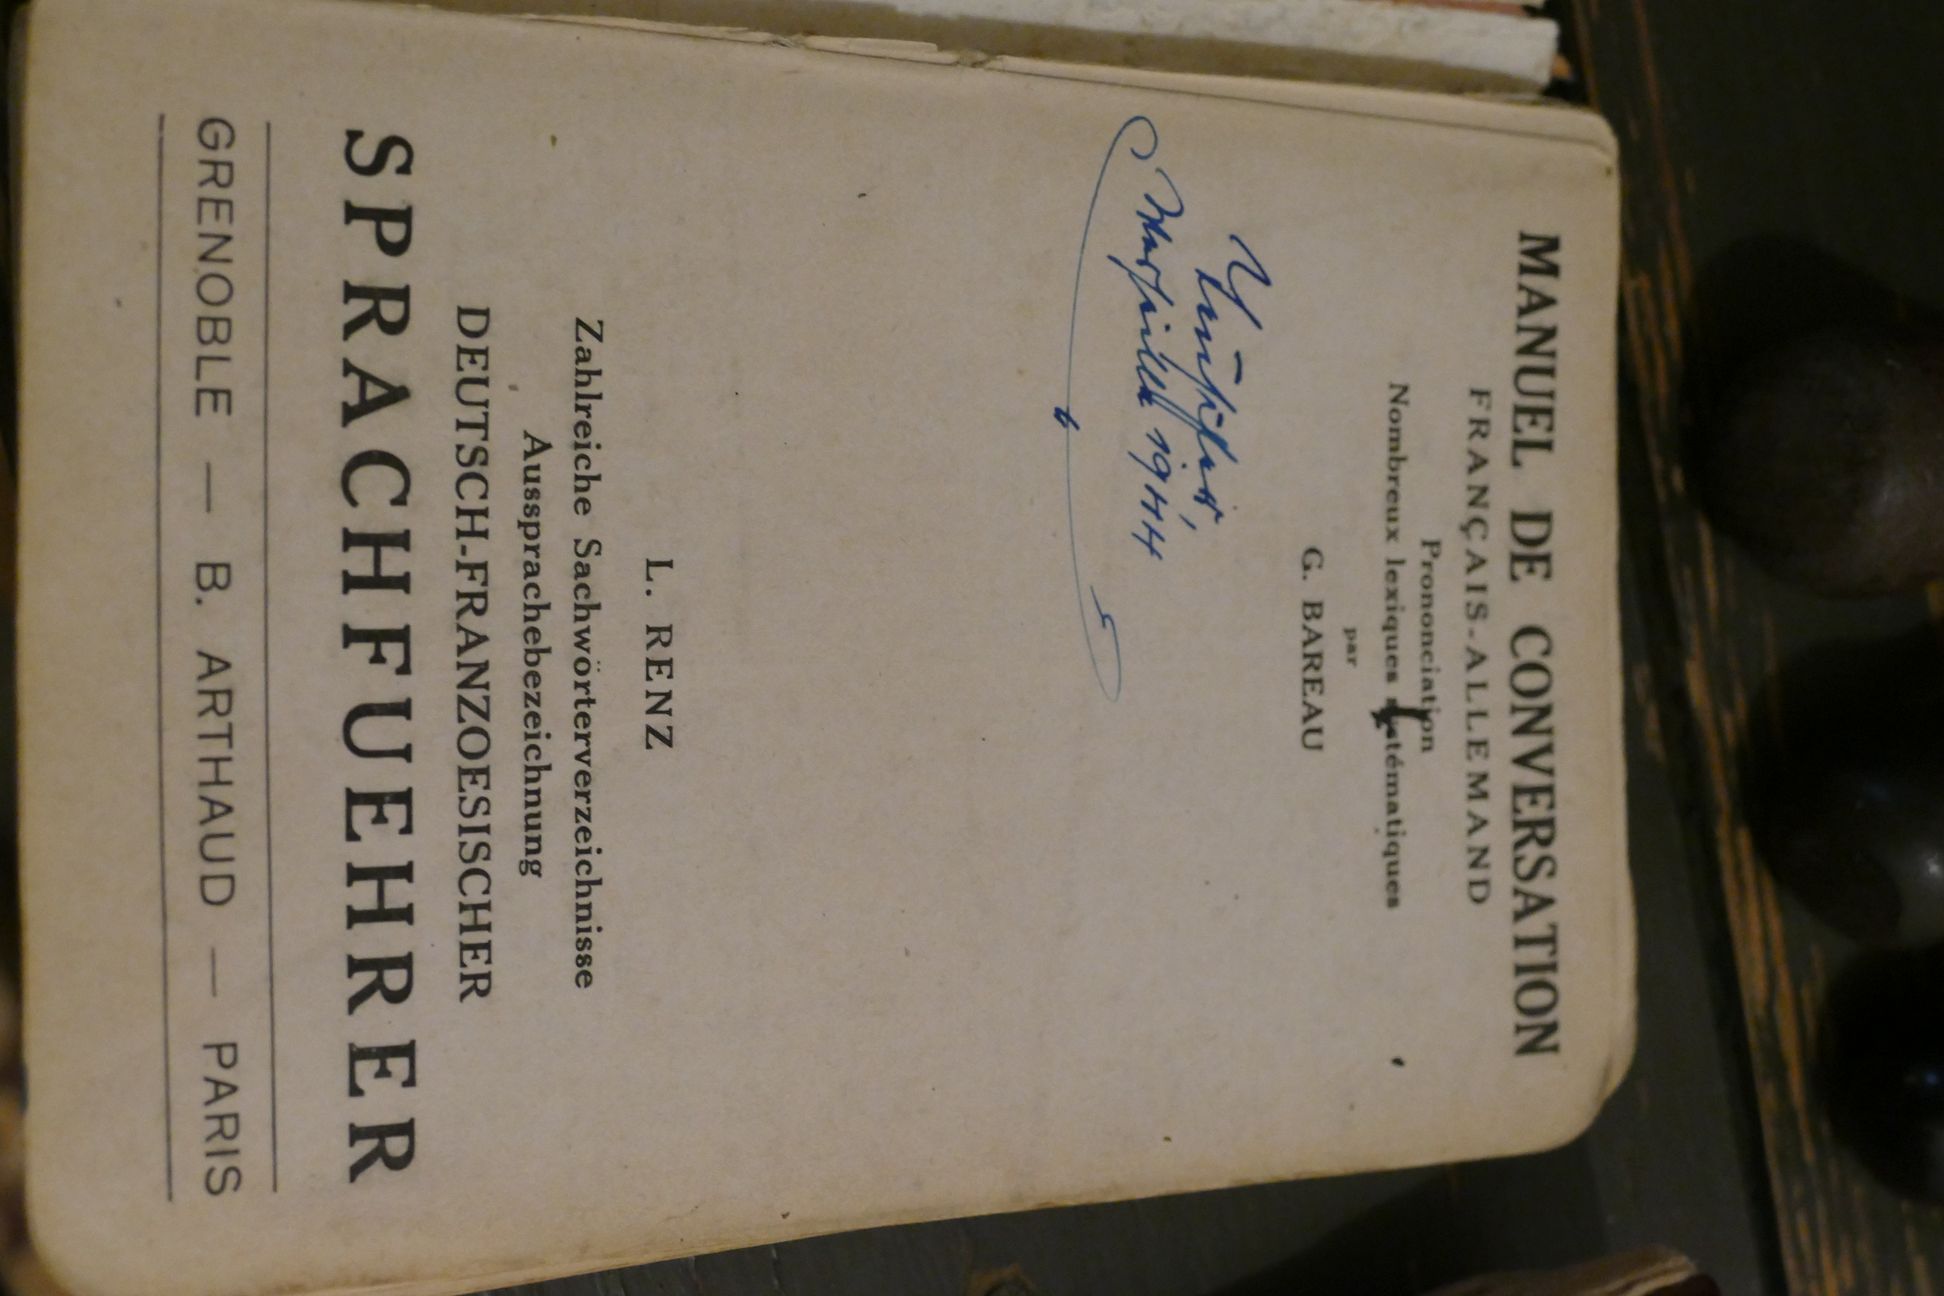 MANUEL DE CONVERSATION
FRANÇAIS-ALLEMAND
Prononciation
Nombreux lexiques systématiques
par
G. BAREAU
1944
L. RENZ
Zahlreiche Sachwörterverzeichnisse
Aussprachebezeichnung
DEUTSCH-FRANZOESISCHER
SPRACHFUEHRER
GRENOBLE — B. ARTHAUD — PARIS